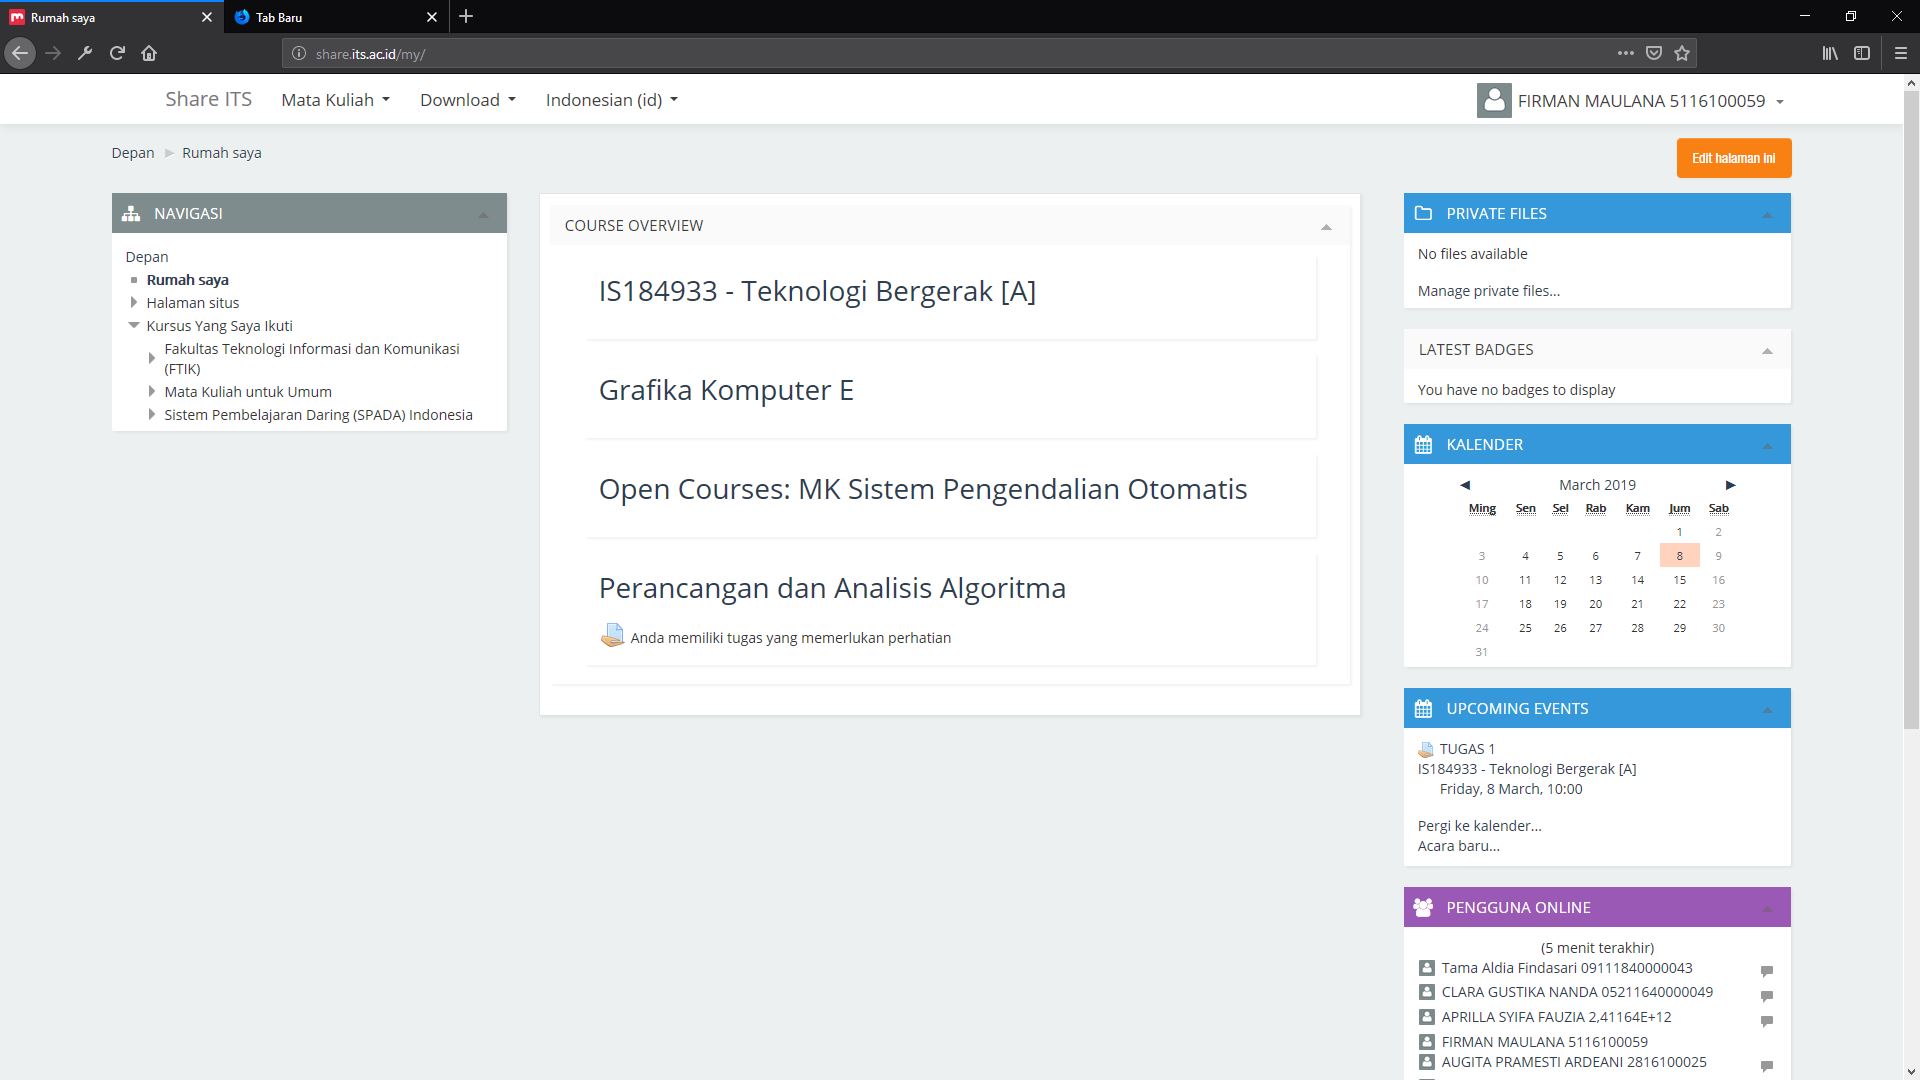 Rumah saya
Tab Baru
share.its.ac.id/my/
Share ITS
Mata Kuliah
Download
Indonesian (id)
FIRMAN MAULANA 5116100059
Depan
Rumah saya
Edit halaman ini
NAVIGASI
Depan
Rumah saya
Halaman situs
Kursus Yang Saya Ikuti
Fakultas Teknologi Informasi dan Komunikasi
(FTIK)
Mata Kuliah untuk Umum
Sistem Pembelajaran Daring (SPADA) Indonesia
COURSE OVERVIEW
IS184933 - Teknologi Bergerak [A]
Grafika Komputer E
Open Courses: MK Sistem Pengendalian Otomatis
Perancangan dan Analisis Algoritma
Anda memiliki tugas yang memerlukan perhatian
PRIVATE FILES
No files available
Manage private files...
LATEST BADGES
You have no badges to display
KALENDER
March 2019
Ming Sen Sel Rab Kam Jum Sab
1 2
3 4 5 6 7 8 9
10 11 12 13 14 15 16
17 18 19 20 21 22 23
24 25 26 27 28 29 30
31
UPCOMING EVENTS
TUGAS 1
IS184933 - Teknologi Bergerak [A]
Friday, 8 March, 10:00
Pergi ke kalender...
Acara baru...
PENGGUNA ONLINE
(5 menit terakhir)
Tama Aldia Findasari 09111840000043
CLARA GUSTIKA NANDA 05211640000049
APRILLA SYIFA FAUZIA 2,41164E+12
FIRMAN MAULANA 5116100059
AUGITA PRAMESTI ARDEANI 2816100025